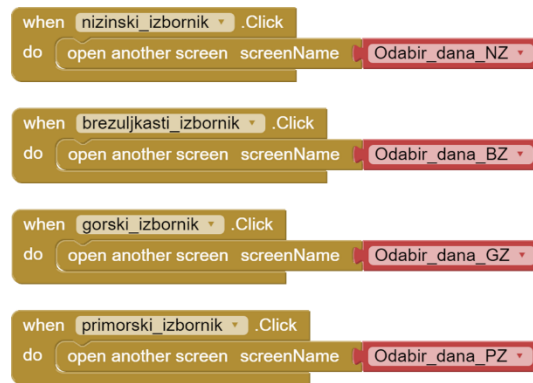 when nizinski_izbornik .Click
do open another screen screenName Odabir_dana_NZ
when brezuljkasti_izbornik .Click
do open another screen screenName Odabir_dana_BZ
when gorski_izbornik .Click
do open another screen screenName Odabir_dana_GZ
when primorski_izbornik .Click
do open another screen screenName Odabir_dana_PZ